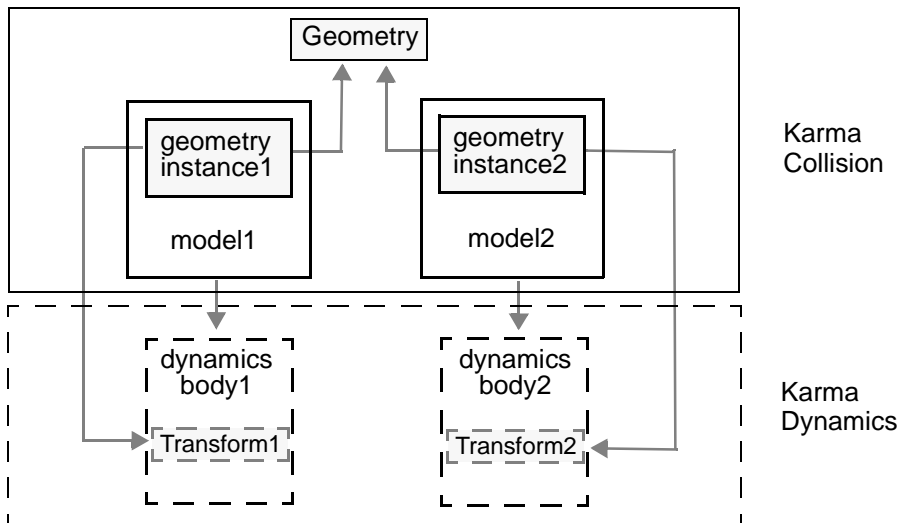 Geometry
geometry
instance1
model1
geometry
instance2
model2
Karma
Collision
dynamics
body1
Transform1
dynamics
body2
Transform2
Karma
Dynamics